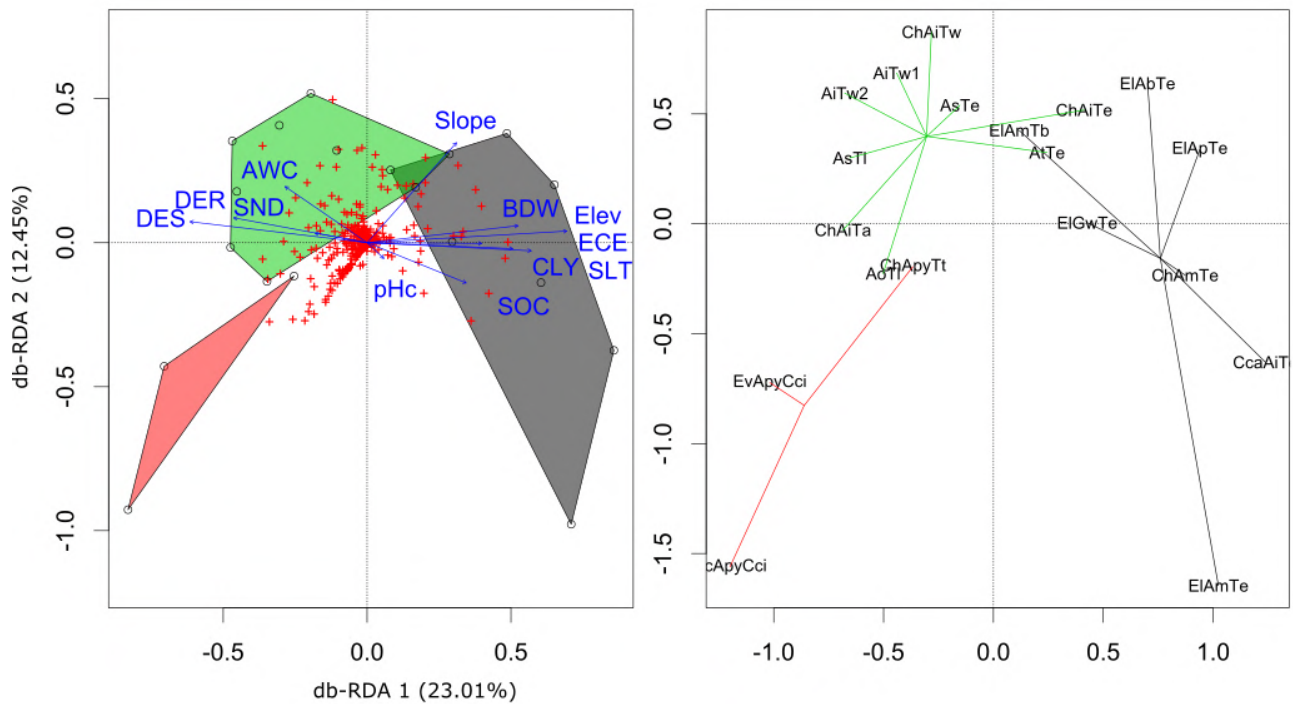 db-RDA 2 (12.45%)
0.5
0.0
-0.5
-1.0
-0.5
0.0
0.5
db-RDA 1 (23.01%)
Slope
AWC
DER
SND
DES
BDW
Elev
ECE
CLY
SLT
pHc
SOC
0.5
0.0
-0.5
-1.0
-1.5
-1.0
-0.5
0.0
0.5
1.0
ChAiTw
AiTw1
AiTw2
AsTe
ChAiTe
ElAmTb
AtTe
AsTl
ChAiTa
ChApyTt
AoTl
ElAbTe
ElApTe
ElGwTe
ChAmTe
CcaAiT
EvApyCci
cApyCci
ElAmTe